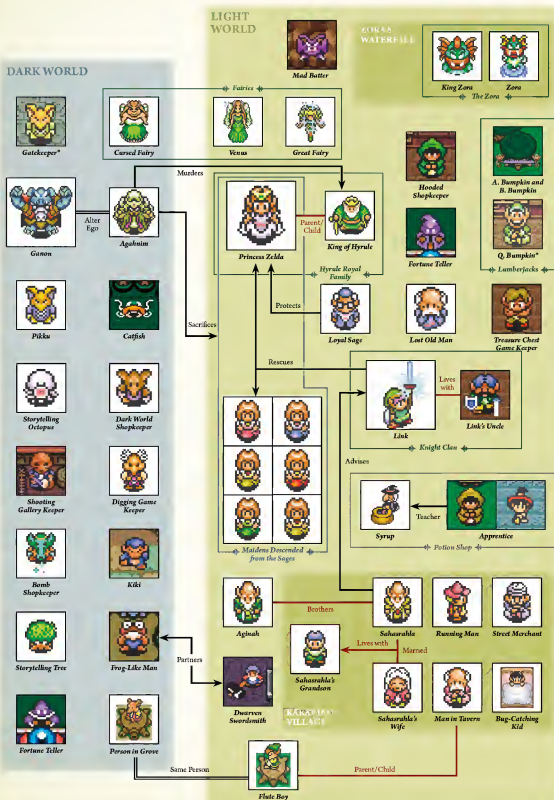 LIGHT
WORLD
ZORA'S
WATERFALL
Mad Batter
King Zora
Zora
The Zora
DARK WORLD
Fairies
Gatekeeper*
Cursed Fairy
Venus
Great Fairy
Hooded
Shopkeeper
A. Bumpkin and
B. Bumpkin
Murders
Ganon
Alter
Ego
Agahnim
Princess Zelda
Parent/
Child
King of Hyrule
Hyrule Royal
Family
Fortune Teller
Q. Bumpkin*
Lumberjacks
Pikku
Catfish
Sacrifices
Protects
Loyal Sage
Lost Old Man
Treasure Chest
Game Keeper
Rescues
Storytelling
Octopus
Dark World
Shopkeeper
Link
Lives
with
Link's Uncle
Knight Clan
Shooting
Gallery Keeper
Digging Game
Keeper
Advises
Syrup
Teacher
Apprentice
Potion Shop
Maidens Descended
from the Sages
Bomb
Shopkeeper
Kiki
Aginah
Brothers
Sahasrahla
Running Man
Street Merchant
Storytelling Tree
Frog-Like Man
Partners
Lives with
Married
Sahasrahla's
Grandson
Dwarven
Swordsmith
KAKARIKO
VILLAGE
Sahasrahla's
Wife
Man in Tavern
Bug-Catching
Kid
Fortune Teller
Person in Grove
Same Person
Parent/Child
Flute Boy